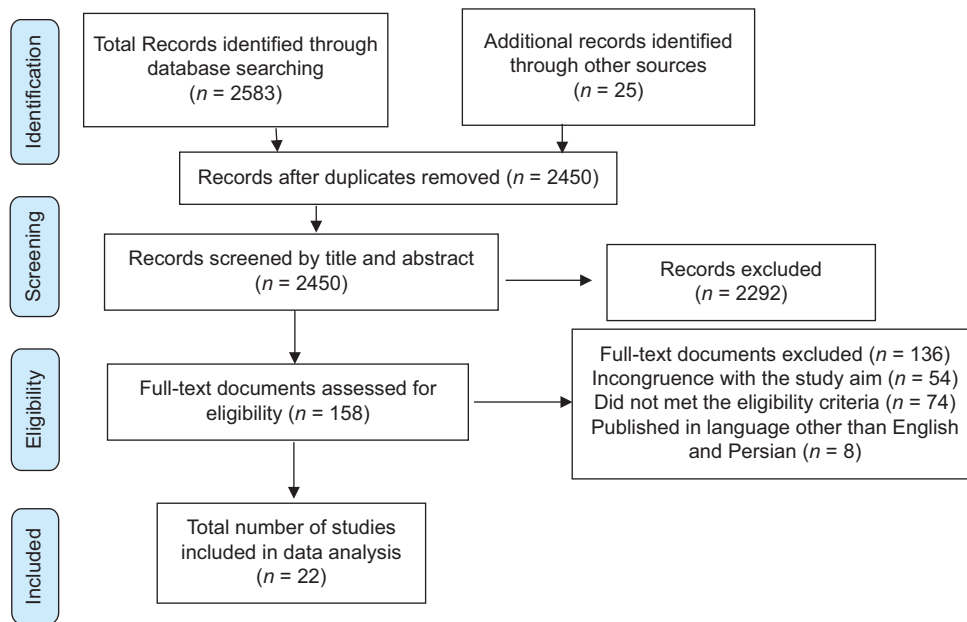 Identification
Total Records identified through
database searching
(n = 2583)
Additional records identified
through other sources
(n = 25)
Records after duplicates removed (n = 2450)
Screening
Records screened by title and abstract
(n = 2450)
Records excluded
(n = 2292)
Eligibility
Full-text documents assessed for
eligibility (n = 158)
Full-text documents excluded (n = 136)
Incongruence with the study aim (n = 54)
Did not met the eligibility criteria (n = 74)
Published in language other than English
and Persian (n = 8)
Included
Total number of studies
included in data analysis
(n = 22)